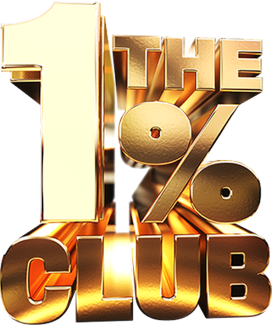 THE
1%
CLUB